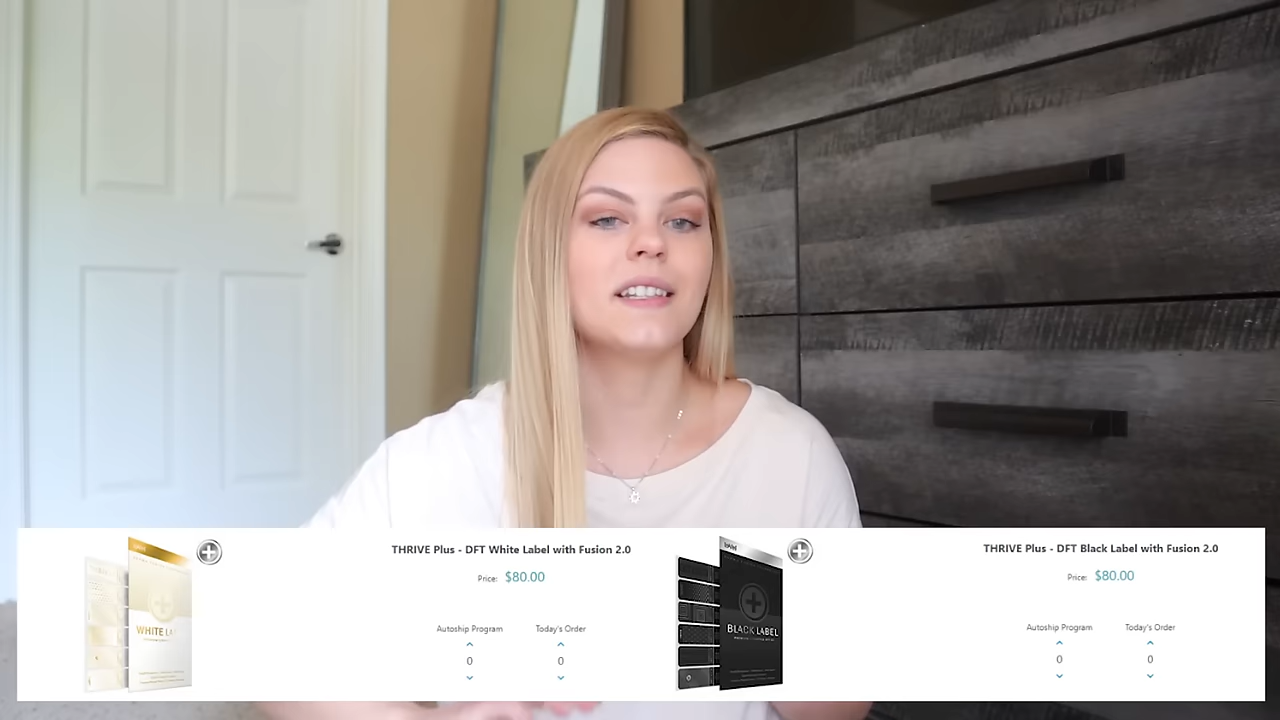 THRIVE Plus - DFT White Label with Fusion 2.0
Price: $80.00
Autoship Program Today's Order
0 0
WHITE LA
THRIVE Plus - DFT Black Label with Fusion 2.0
Price: $80.00
Autoship Program Today's Order
0 0
BLACK LABEL